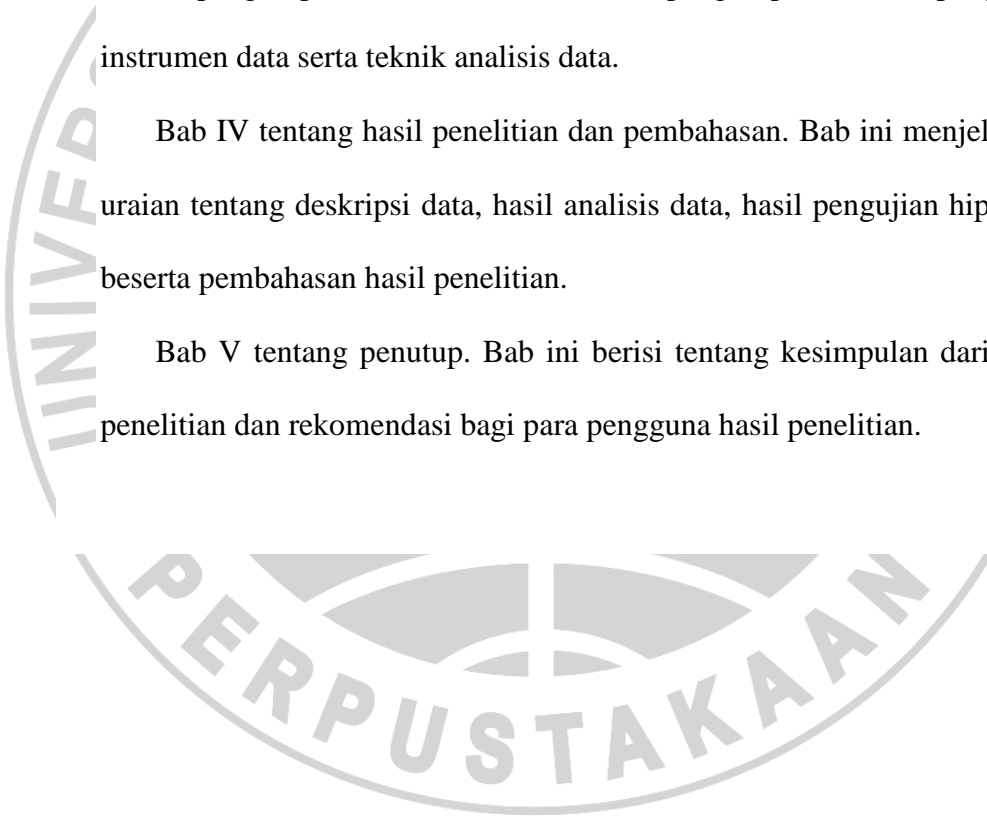 instrumen data serta teknik analisis data.
Bab IV tentang hasil penelitian dan pembahasan. Bab ini
uraian tentang deskripsi data, hasil analisis data, hasil pengujian
beserta pembahasan hasil penelitian.
Bab V tentang penutup. Bab ini berisi tentang kesimpulan dari
penelitian dan rekomendasi bagi para pengguna hasil penelitian.
PERPUSTAKAAN